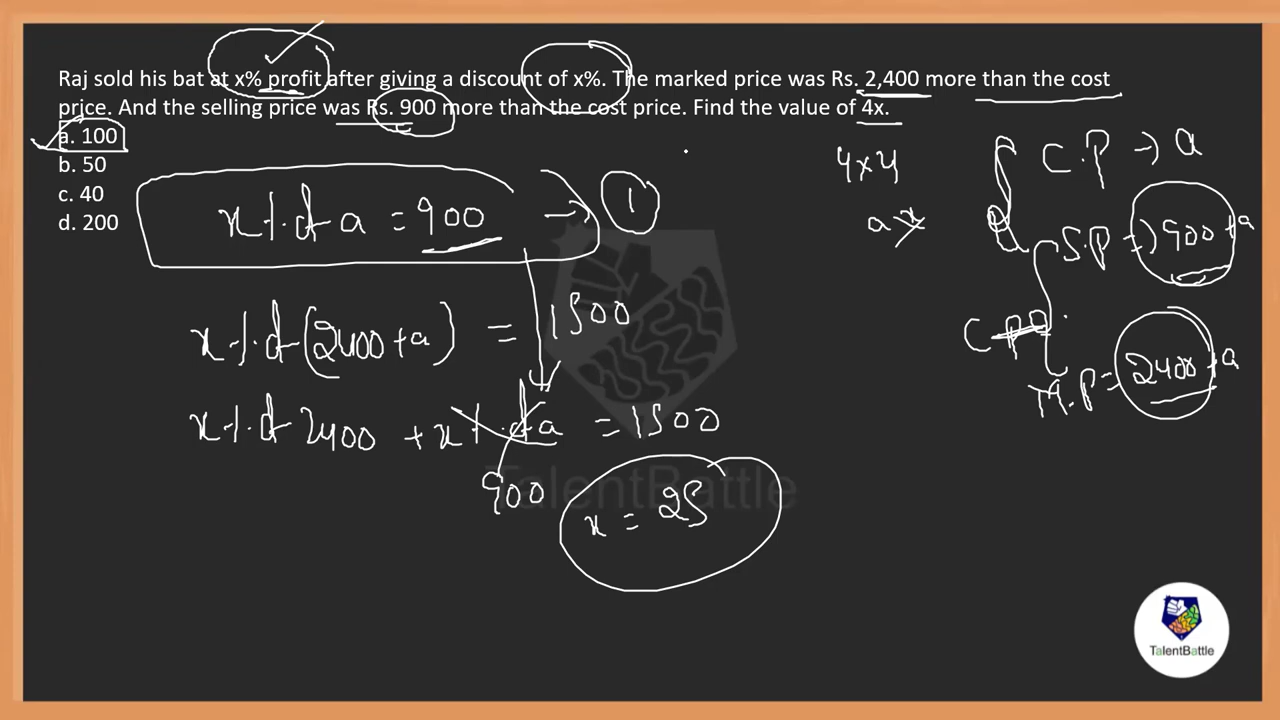 Raj sold his bat at x% profit after giving a discount of x%. The marked price was Rs. 2,400 more than the cost
price. And the selling price was Rs. 900 more than the cost price. Find the value of 4x.
a. 100
b. 50
c. 40
d. 200
C.P → a
S.P → 900 + a
M.P = 2400 + a
x % of a = 900 → 1
x % of (2400 + a) = 1500
x % of 2400 + x % of a = 1500
900
x = 25
TalentBattle
TalentBattle